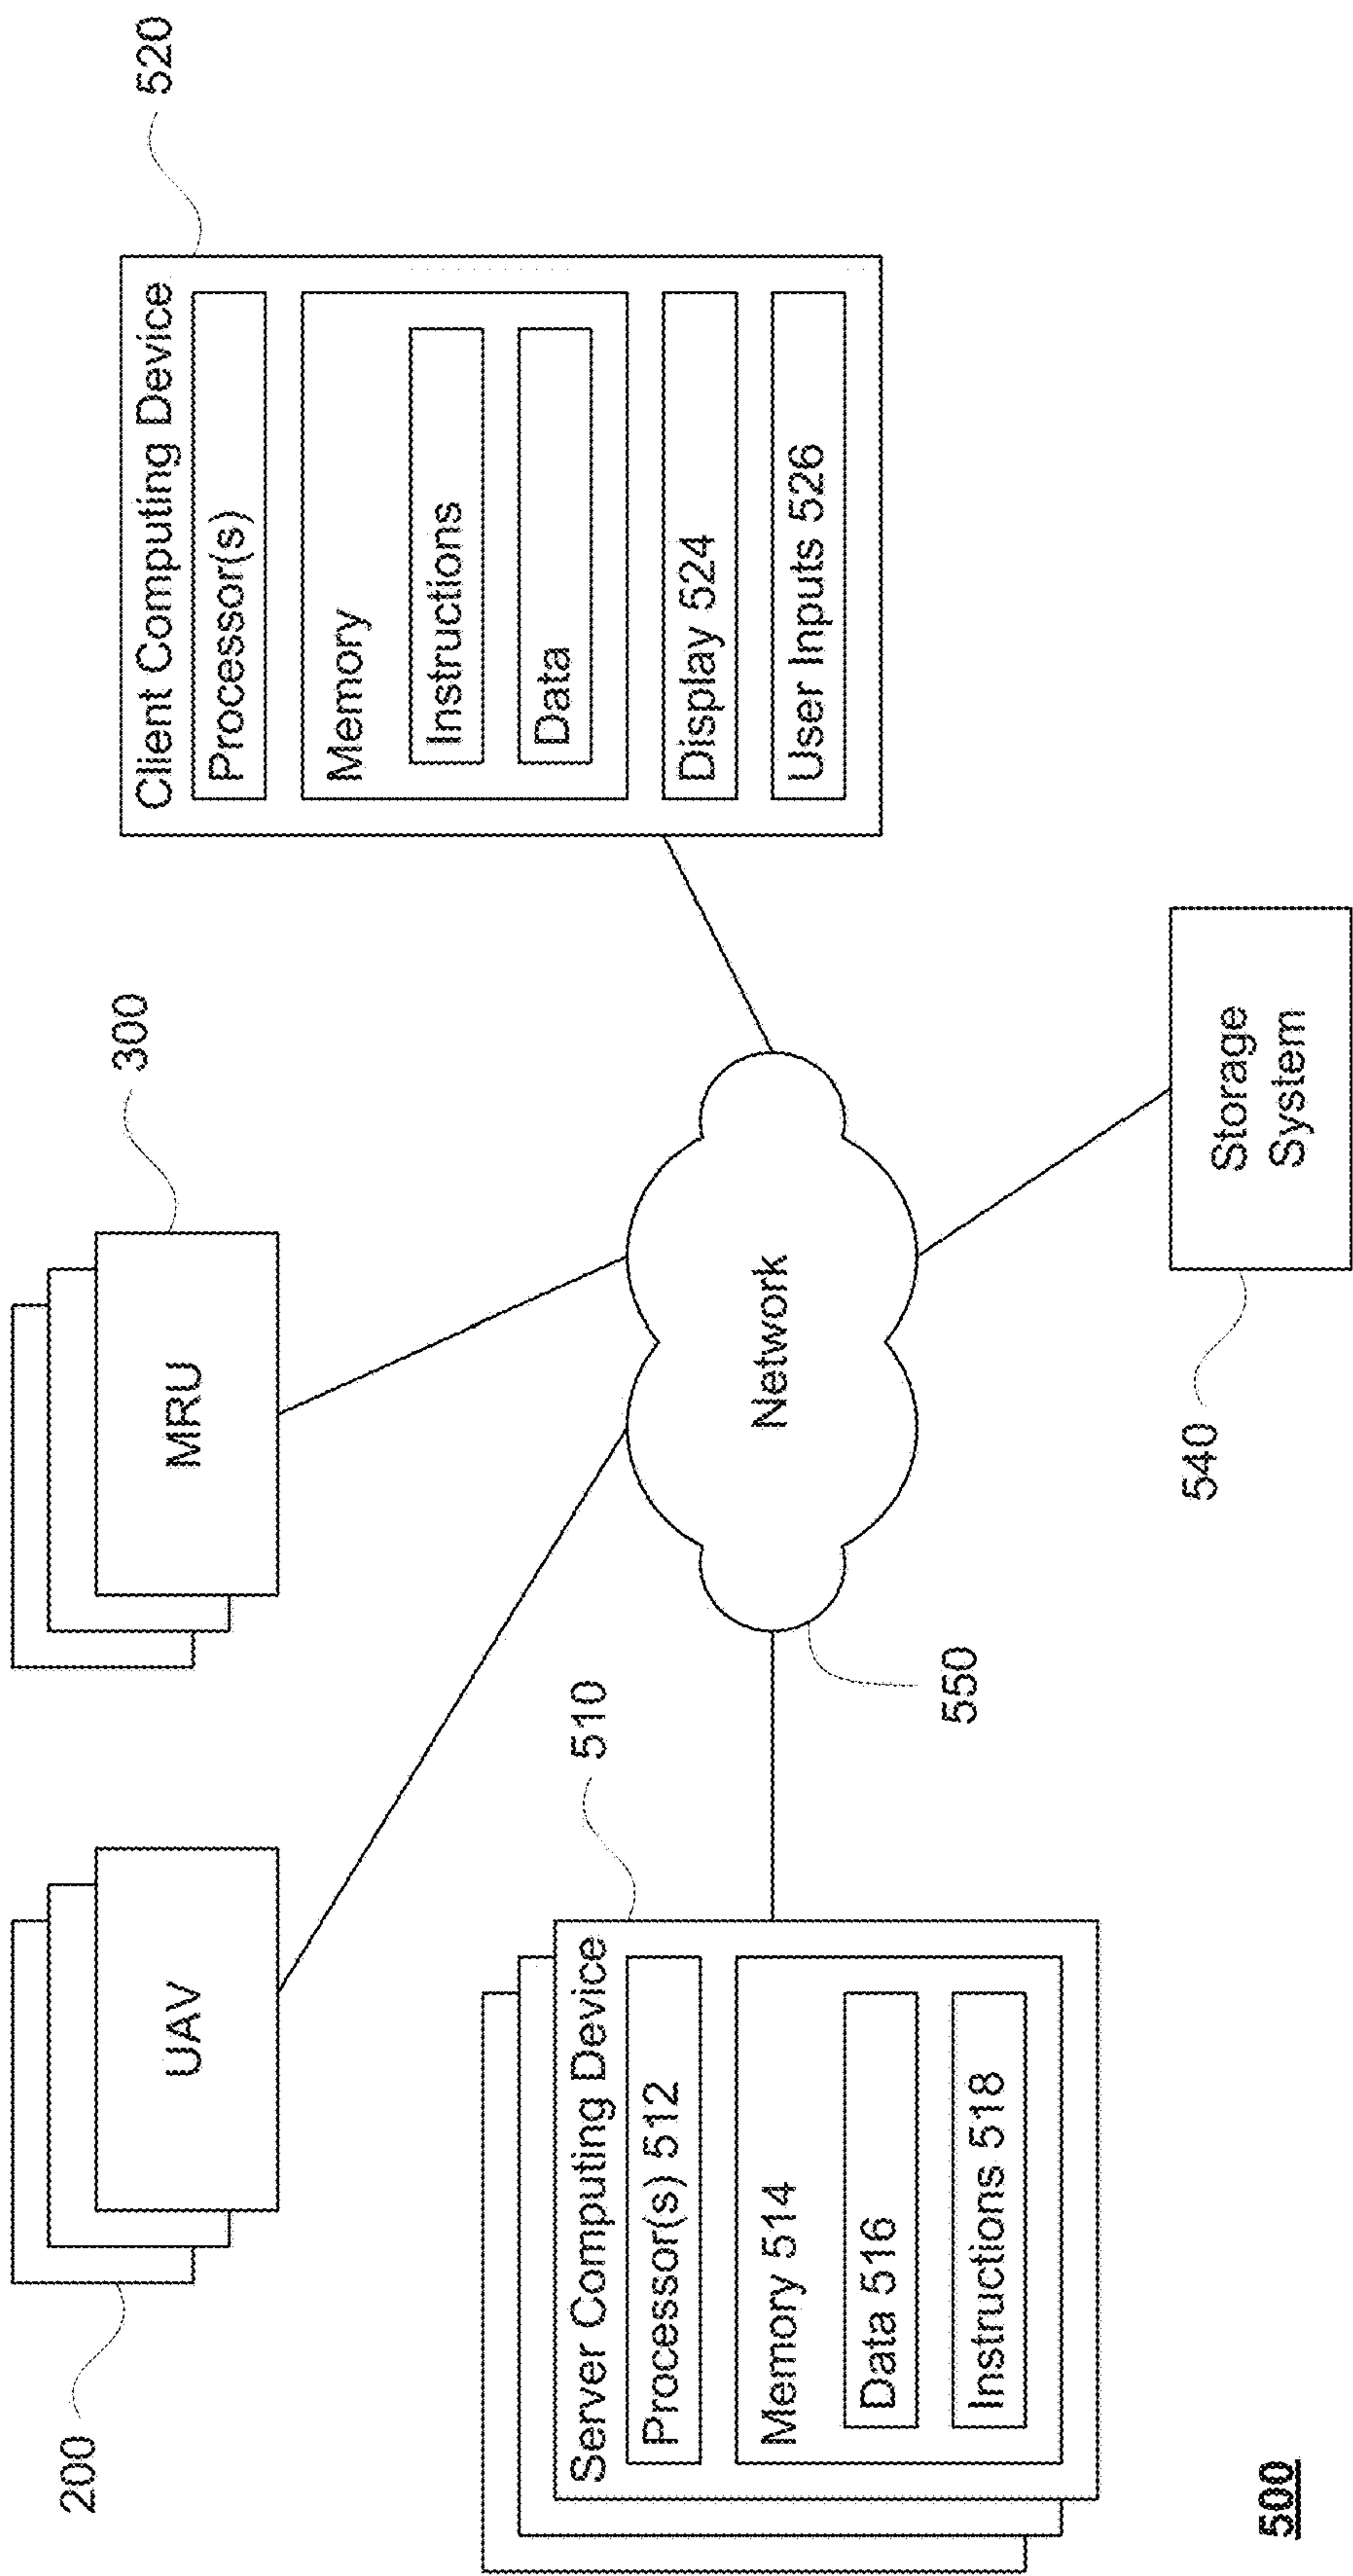 200
UAV
MRU
300
520
Client Computing Device
Processor(s)
Memory
Instructions
Data
Display 524
User Inputs 526
510
Server Computing Device
Processor(s) 512
Memory 514
Data 516
Instructions 518
Network
550
540
Storage
System
500